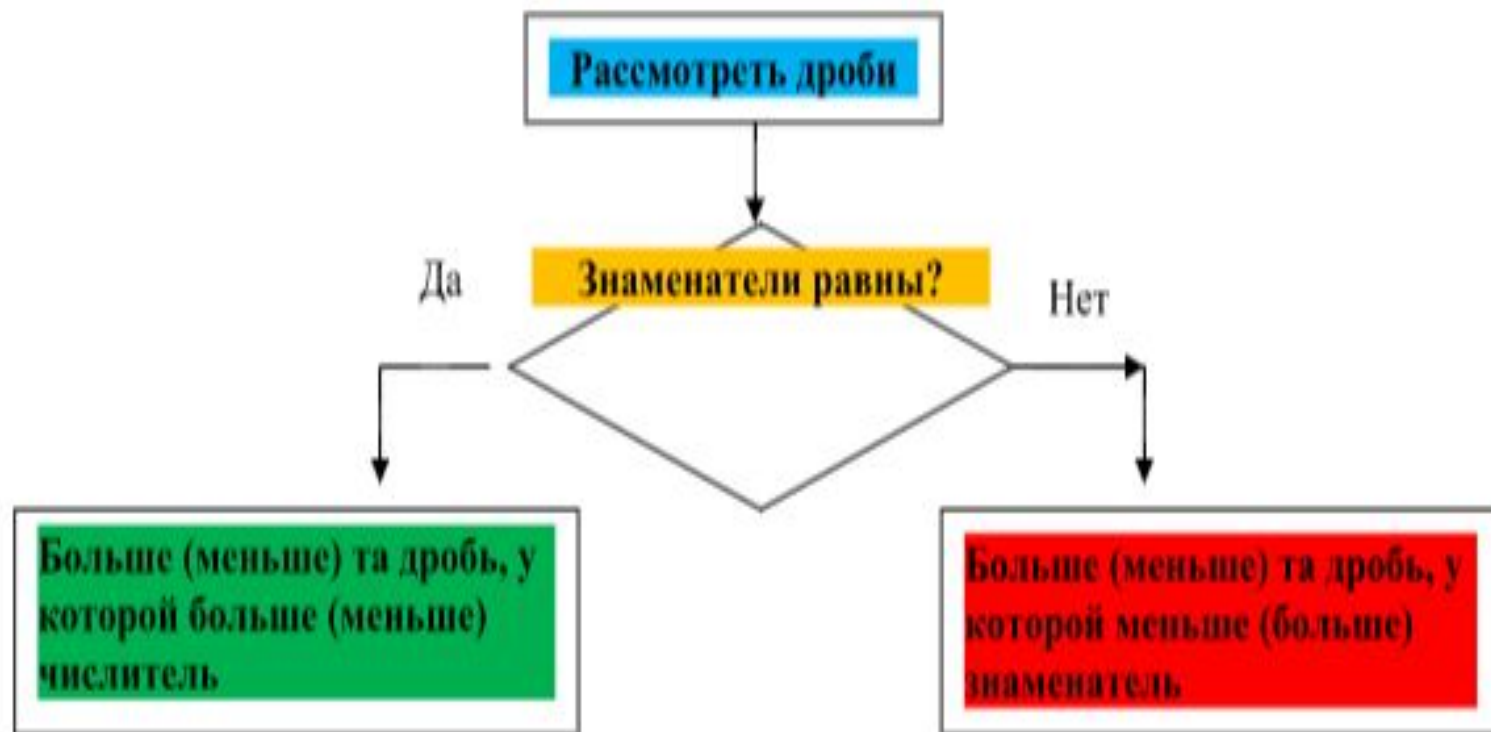 Рассмотреть дроби
Знаменатели равны?
Да
Нет
Больше (меньше) та дробь, у
которой больше (меньше)
числитель
Больше (меньше) та дробь, у
которой меньше (больше)
знаменатель